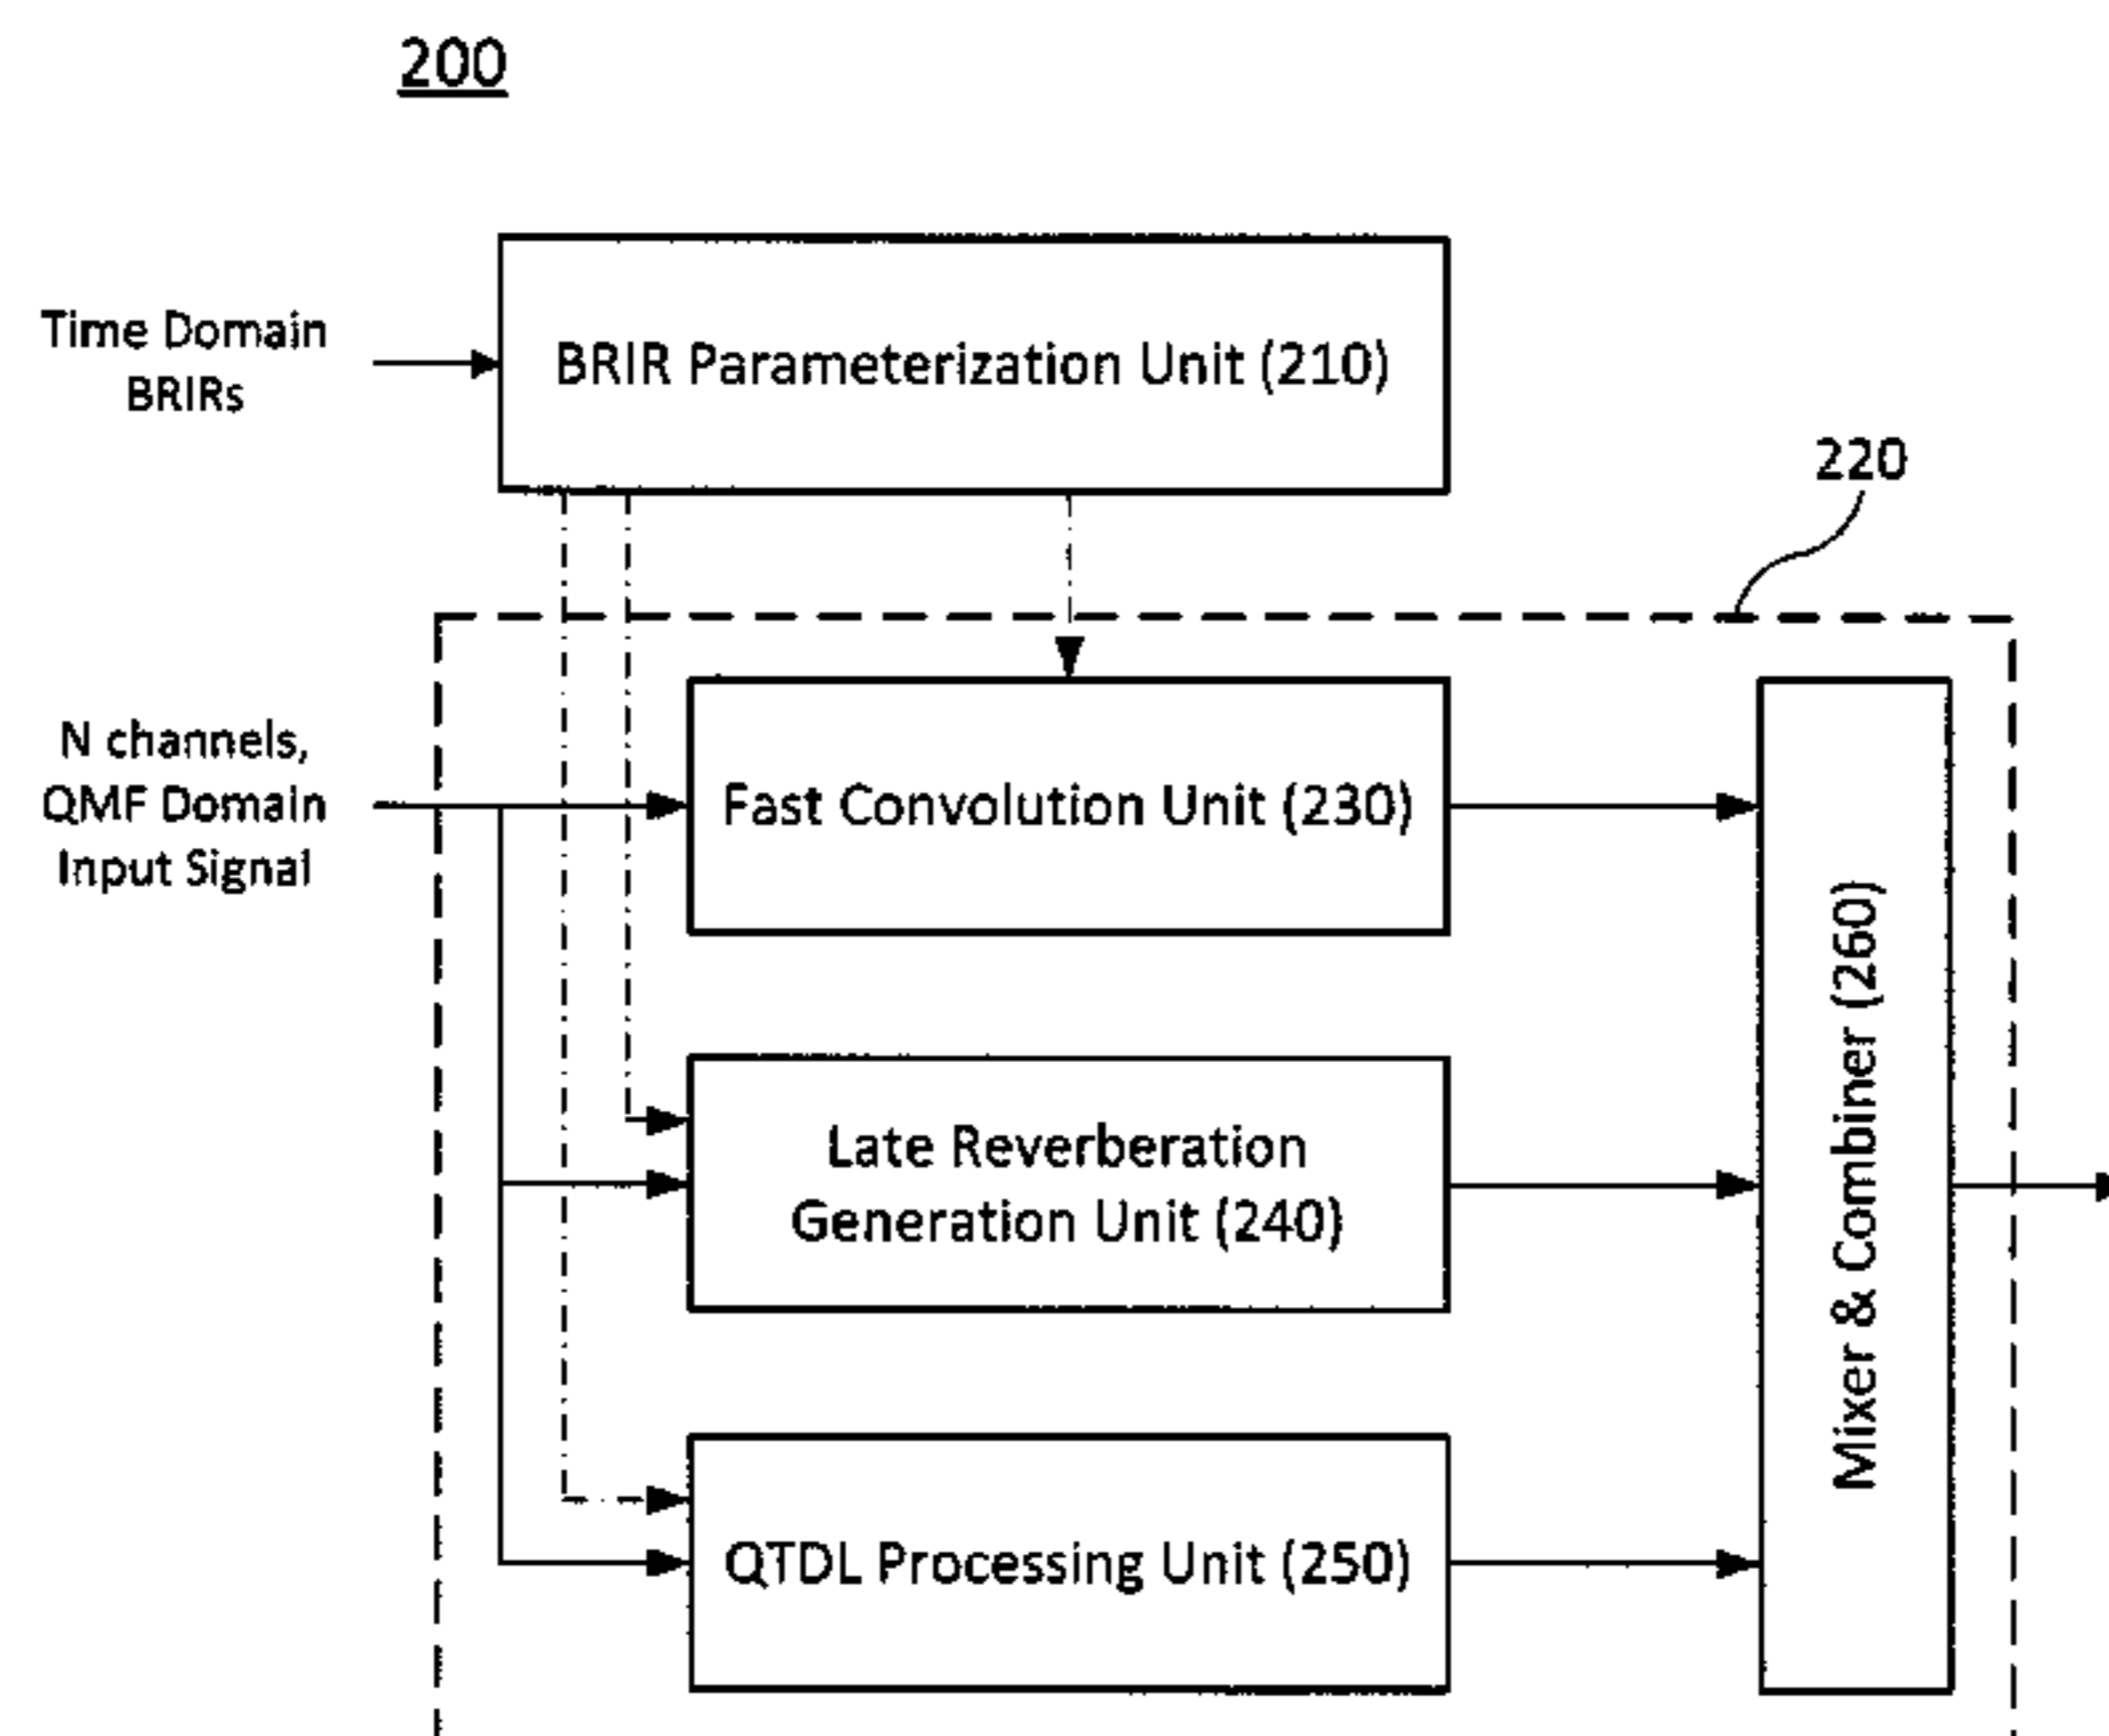 200
Time Domain
BRIRs
BRIR Parameterization Unit (210)
220
N channels,
QMF Domain
Input Signal
Fast Convolution Unit (230)
Late Reverberation
Generation Unit (240)
QTDL Processing Unit (250)
Mixer & Combiner (260)